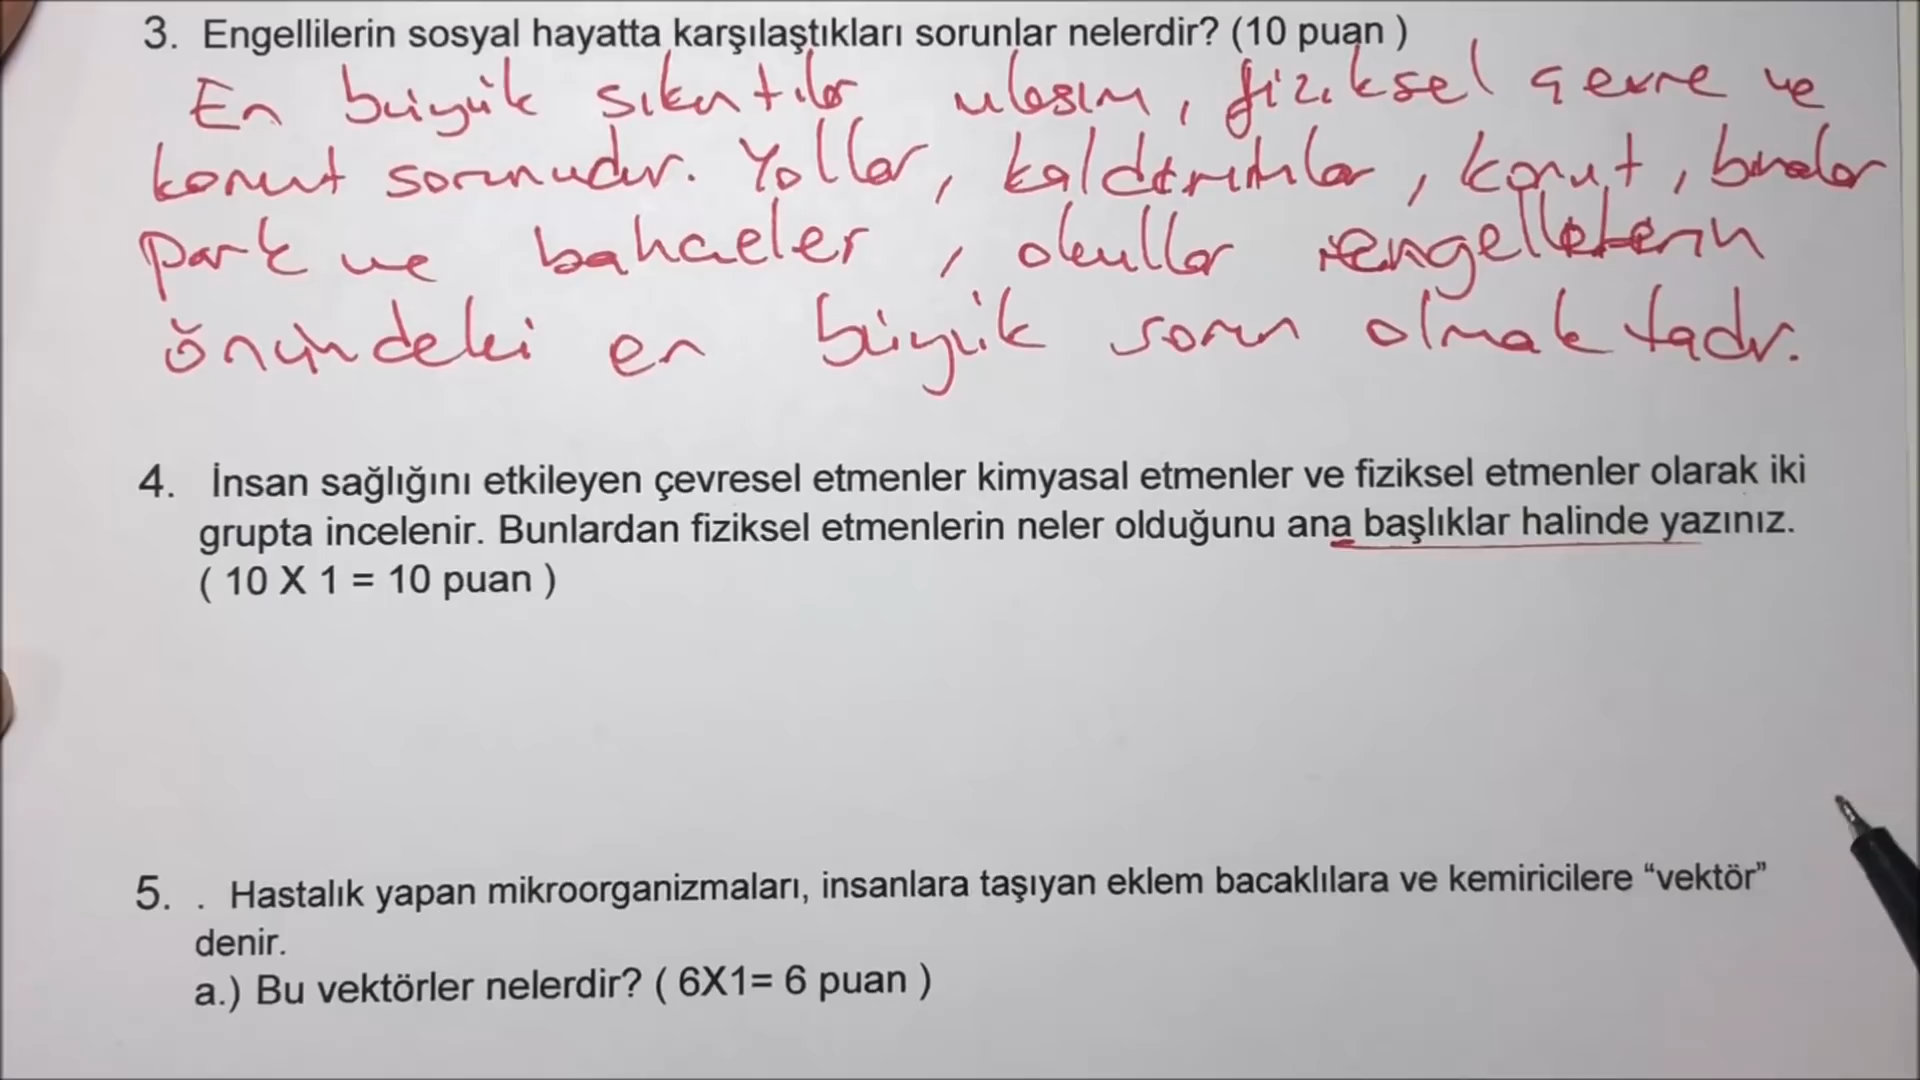 3. Engellilerin sosyal hayatta karşılaştıkları sorunlar nelerdir? (10 puan )
En büyük sıkıntılar ulaşım, fiziksel çevre ve
konut sorunudur. Yollar, kaldırımlar, konut, binalar
park ve bahçeler, okullar engellilerin
önündeki en büyük sorun olmaktadır.
4. İnsan sağlığını etkileyen çevresel etmenler kimyasal etmenler ve fiziksel etmenler olarak iki
grupta incelenir. Bunlardan fiziksel etmenlerin neler olduğunu ana başlıklar halinde yazınız.
( 10 X 1 = 10 puan )
5. . Hastalık yapan mikroorganizmaları, insanlara taşıyan eklem bacaklılara ve kemiricilere “vektör”
denir.
a.) Bu vektörler nelerdir? ( 6X1= 6 puan )